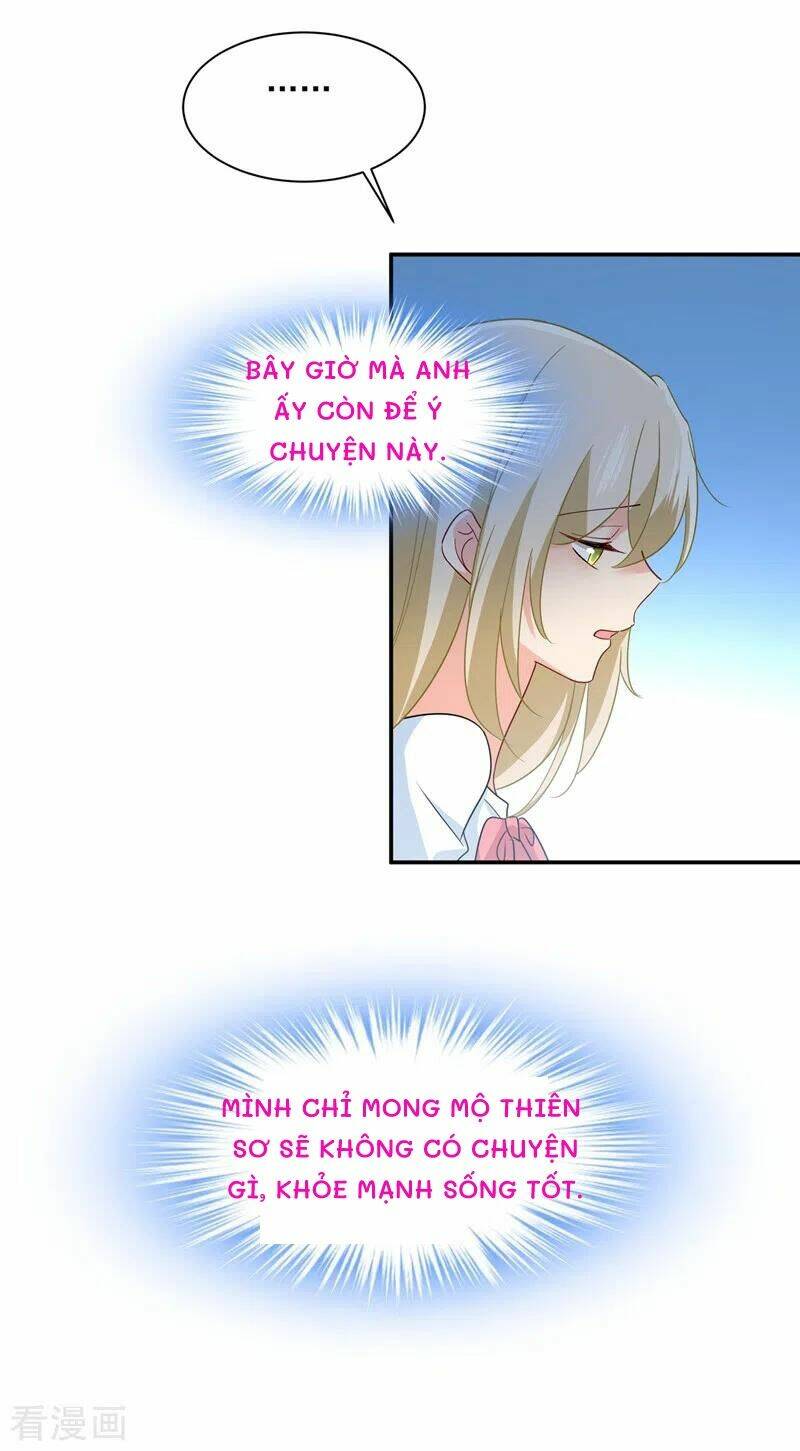 ......
BÂY GIỜ MÀ ANH
ẤY CÒN ĐỂ Ý
CHUYỆN NÀY.
MÌNH CHỈ MONG MỘ THIÊN
SƠ SẼ KHÔNG CÓ CHUYỆN
GÌ, KHỎE MẠNH SỐNG TỐT.
看漫画